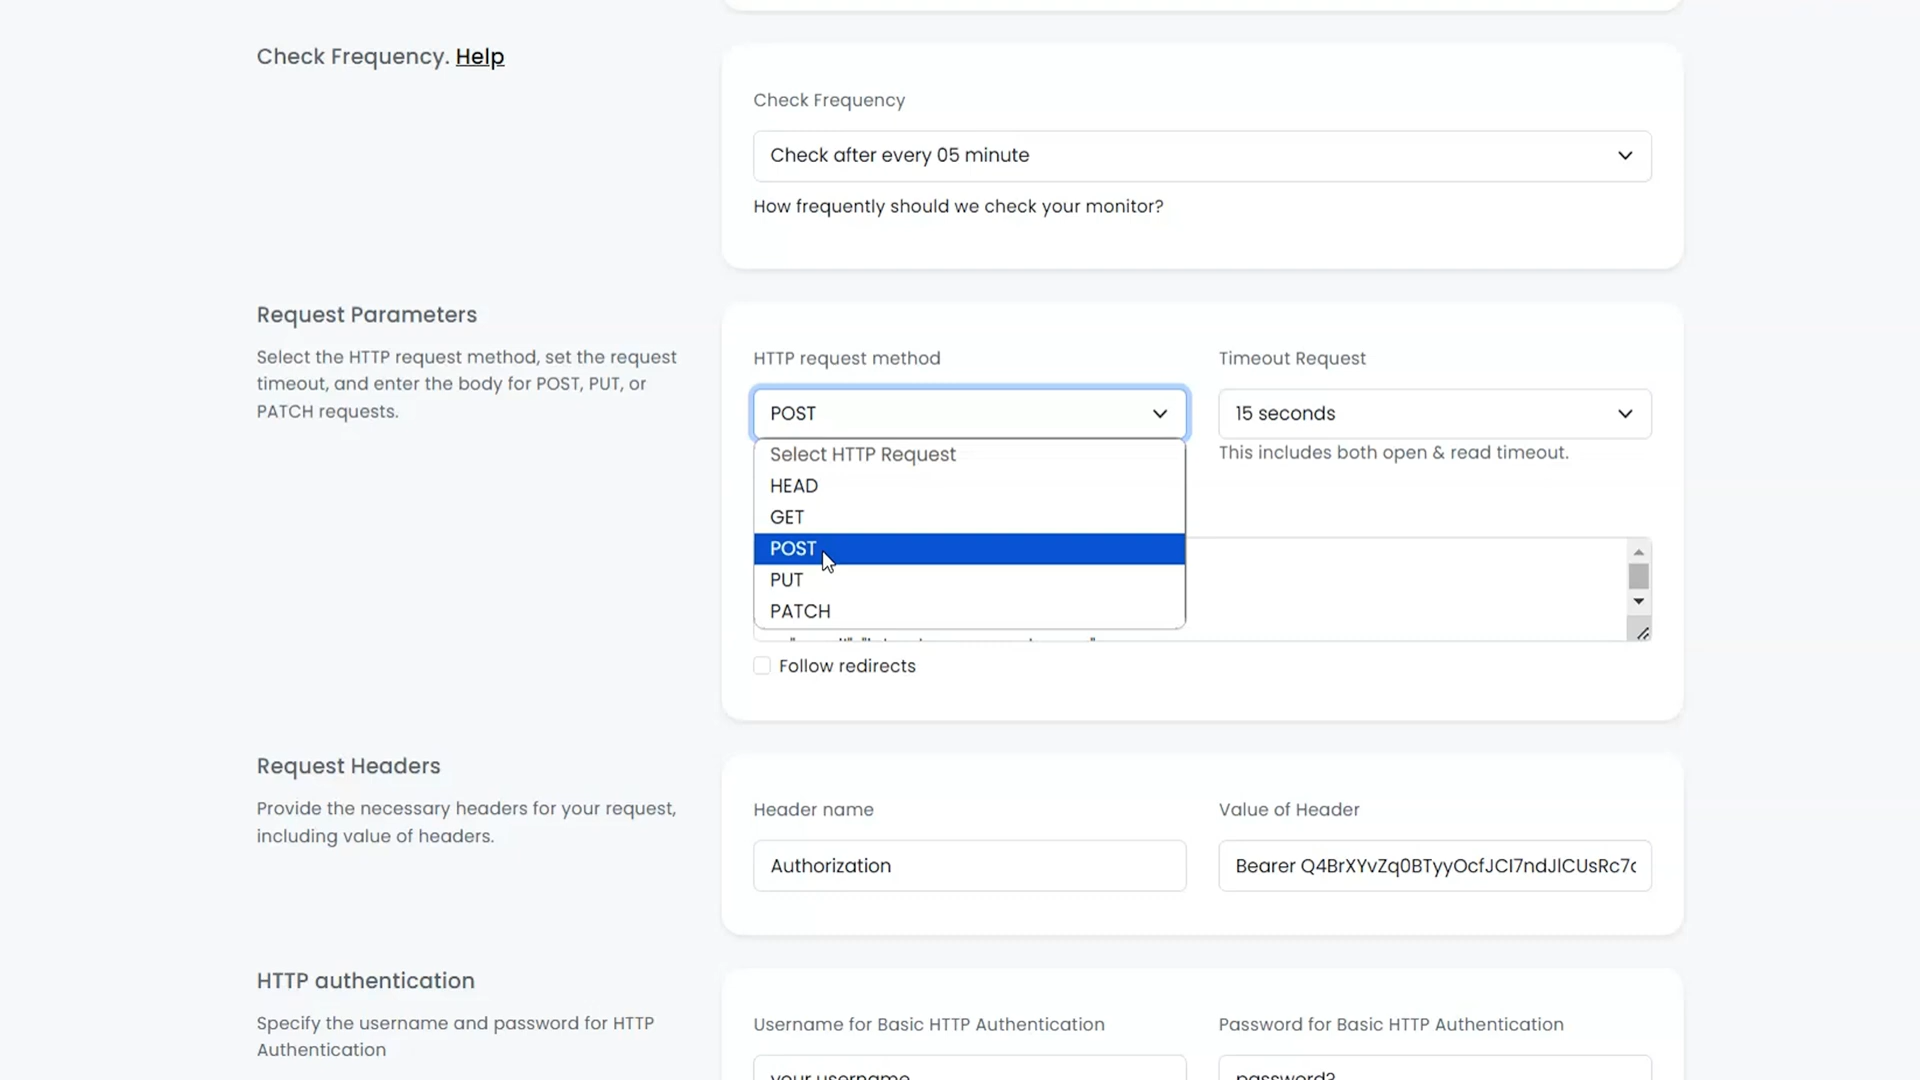 Check Frequency. Help
Check Frequency
Check after every 05 minute
How frequently should we check your monitor?
Request Parameters
Select the HTTP request method, set the request
timeout, and enter the body for POST, PUT, or
PATCH requests.
HTTP request method
Timeout Request
POST
15 seconds
Select HTTP Request
This includes both open & read timeout.
HEAD
GET
POST
PUT
PATCH
Follow redirects
Request Headers
Provide the necessary headers for your request,
including value of headers.
Header name
Value of Header
Authorization
Bearer Q4BrXYvZq0BTyyOcfJCI7ndJlCUsRc7c
HTTP authentication
Specify the username and password for HTTP
Authentication
Username for Basic HTTP Authentication
Password for Basic HTTP Authentication
your username
password?